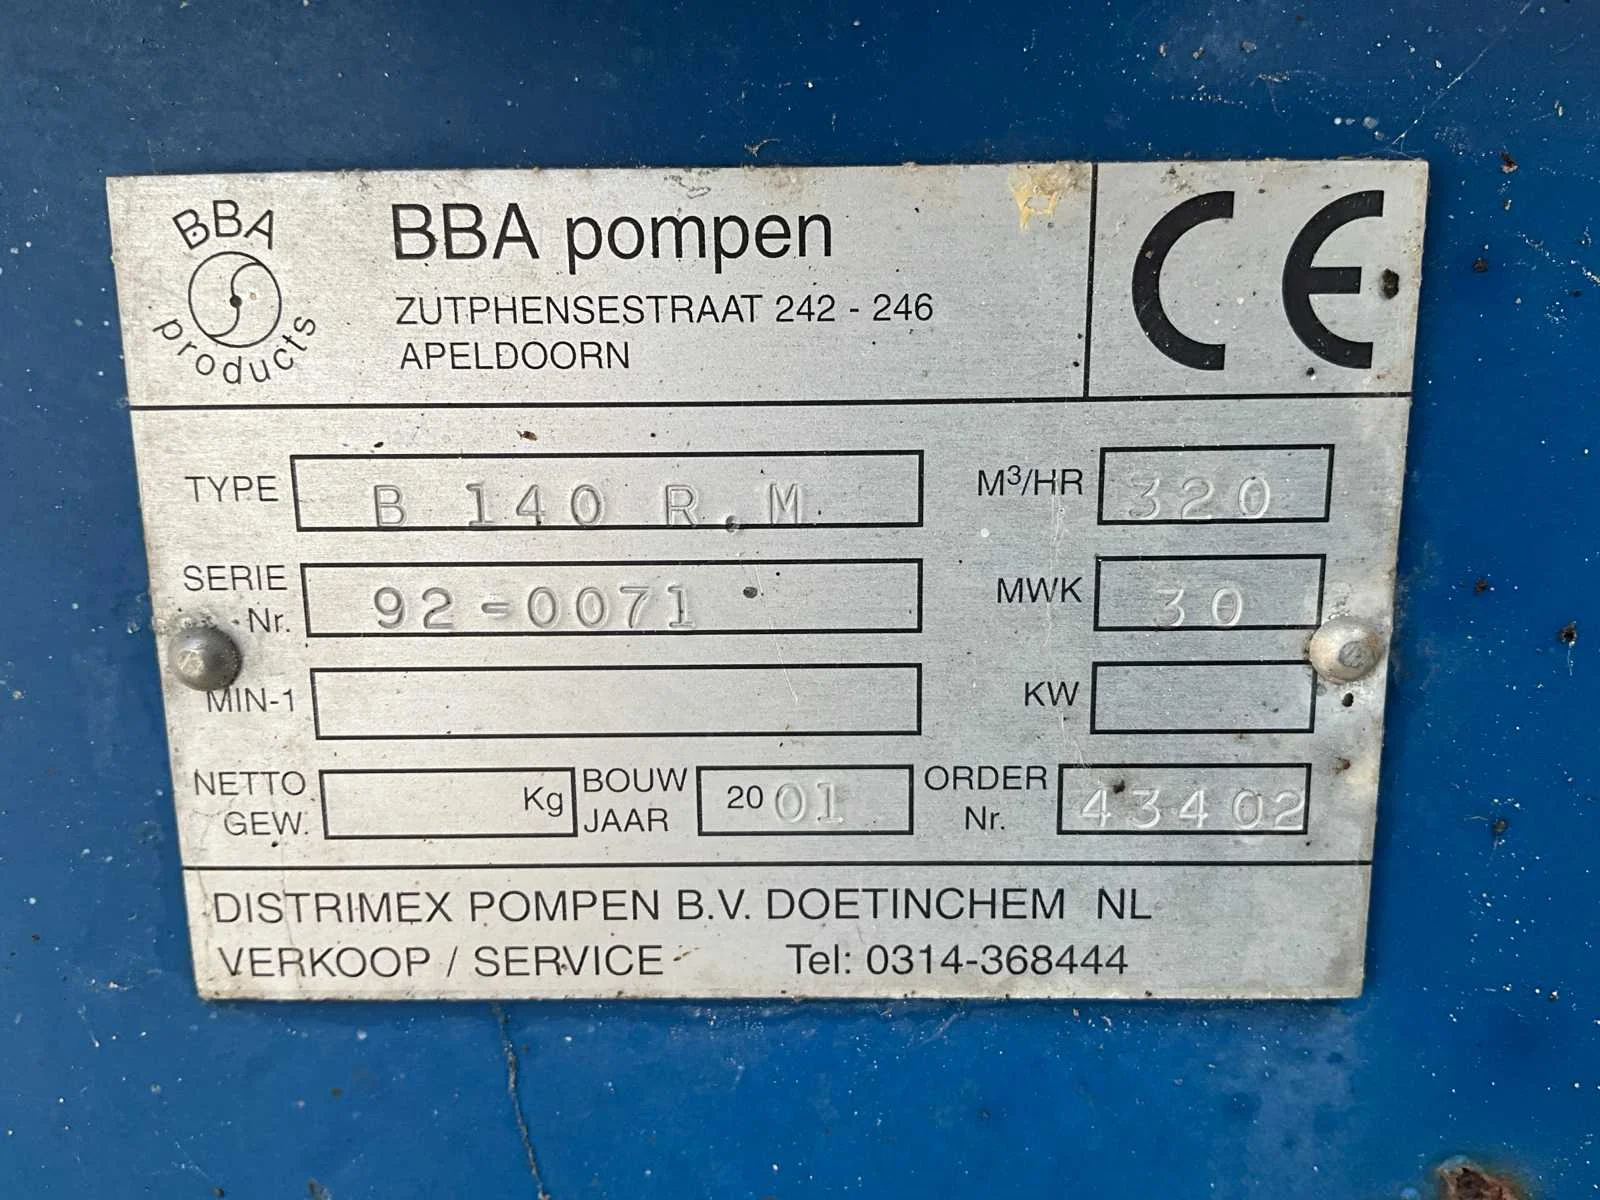 BBA
products
BBA pompen
ZUTPHENSESTRAAT 242 - 246
APELDOORN
CE
TYPE B 140 R.M M³/HR 320
SERIE Nr. 92-0071 MWK 30
MIN-1 KW
NETTO GEW. Kg BOUW JAAR 2001 ORDER Nr. 43402
DISTRIMEX POMPEN B.V. DOETINCHEM NL
VERKOOP / SERVICE Tel: 0314-368444